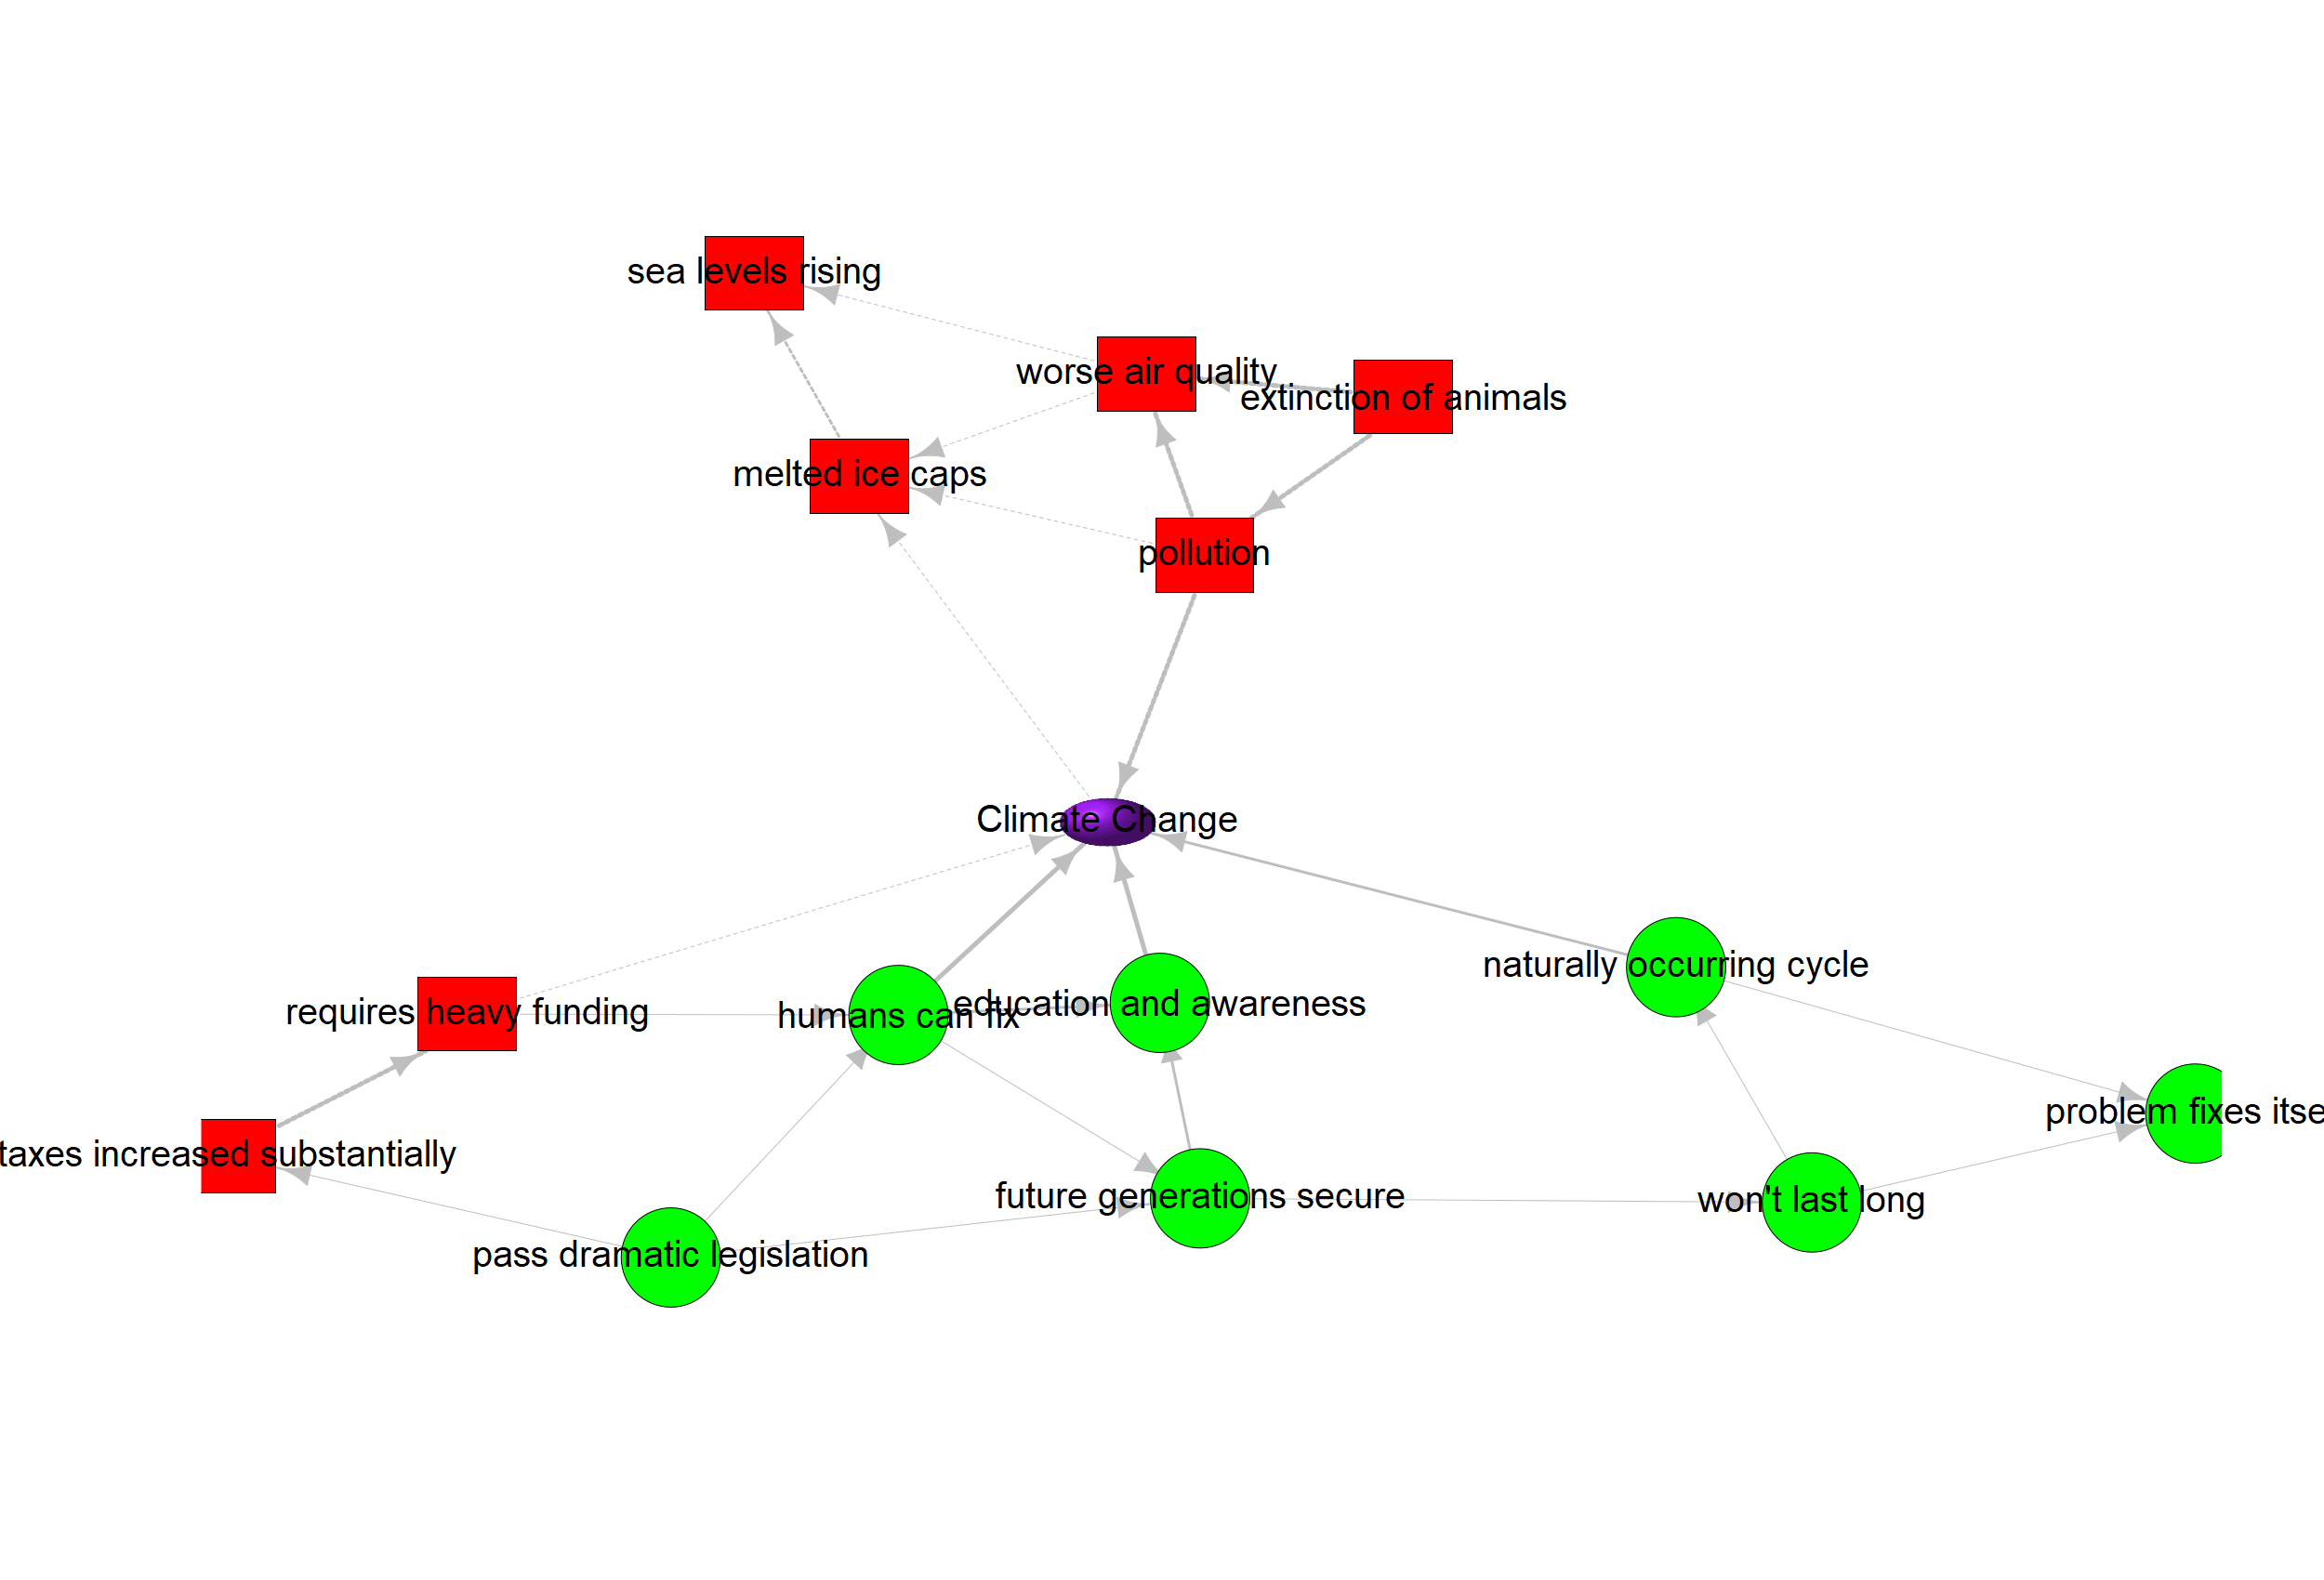 sea levels rising
worse air quality
extinction of animals
melted ice caps
pollution
Climate Change
naturally occurring cycle
requires heavy funding
humans can fix
education and awareness
problem fixes itse
taxes increased substantially
future generations secure
won't last long
pass dramatic legislation